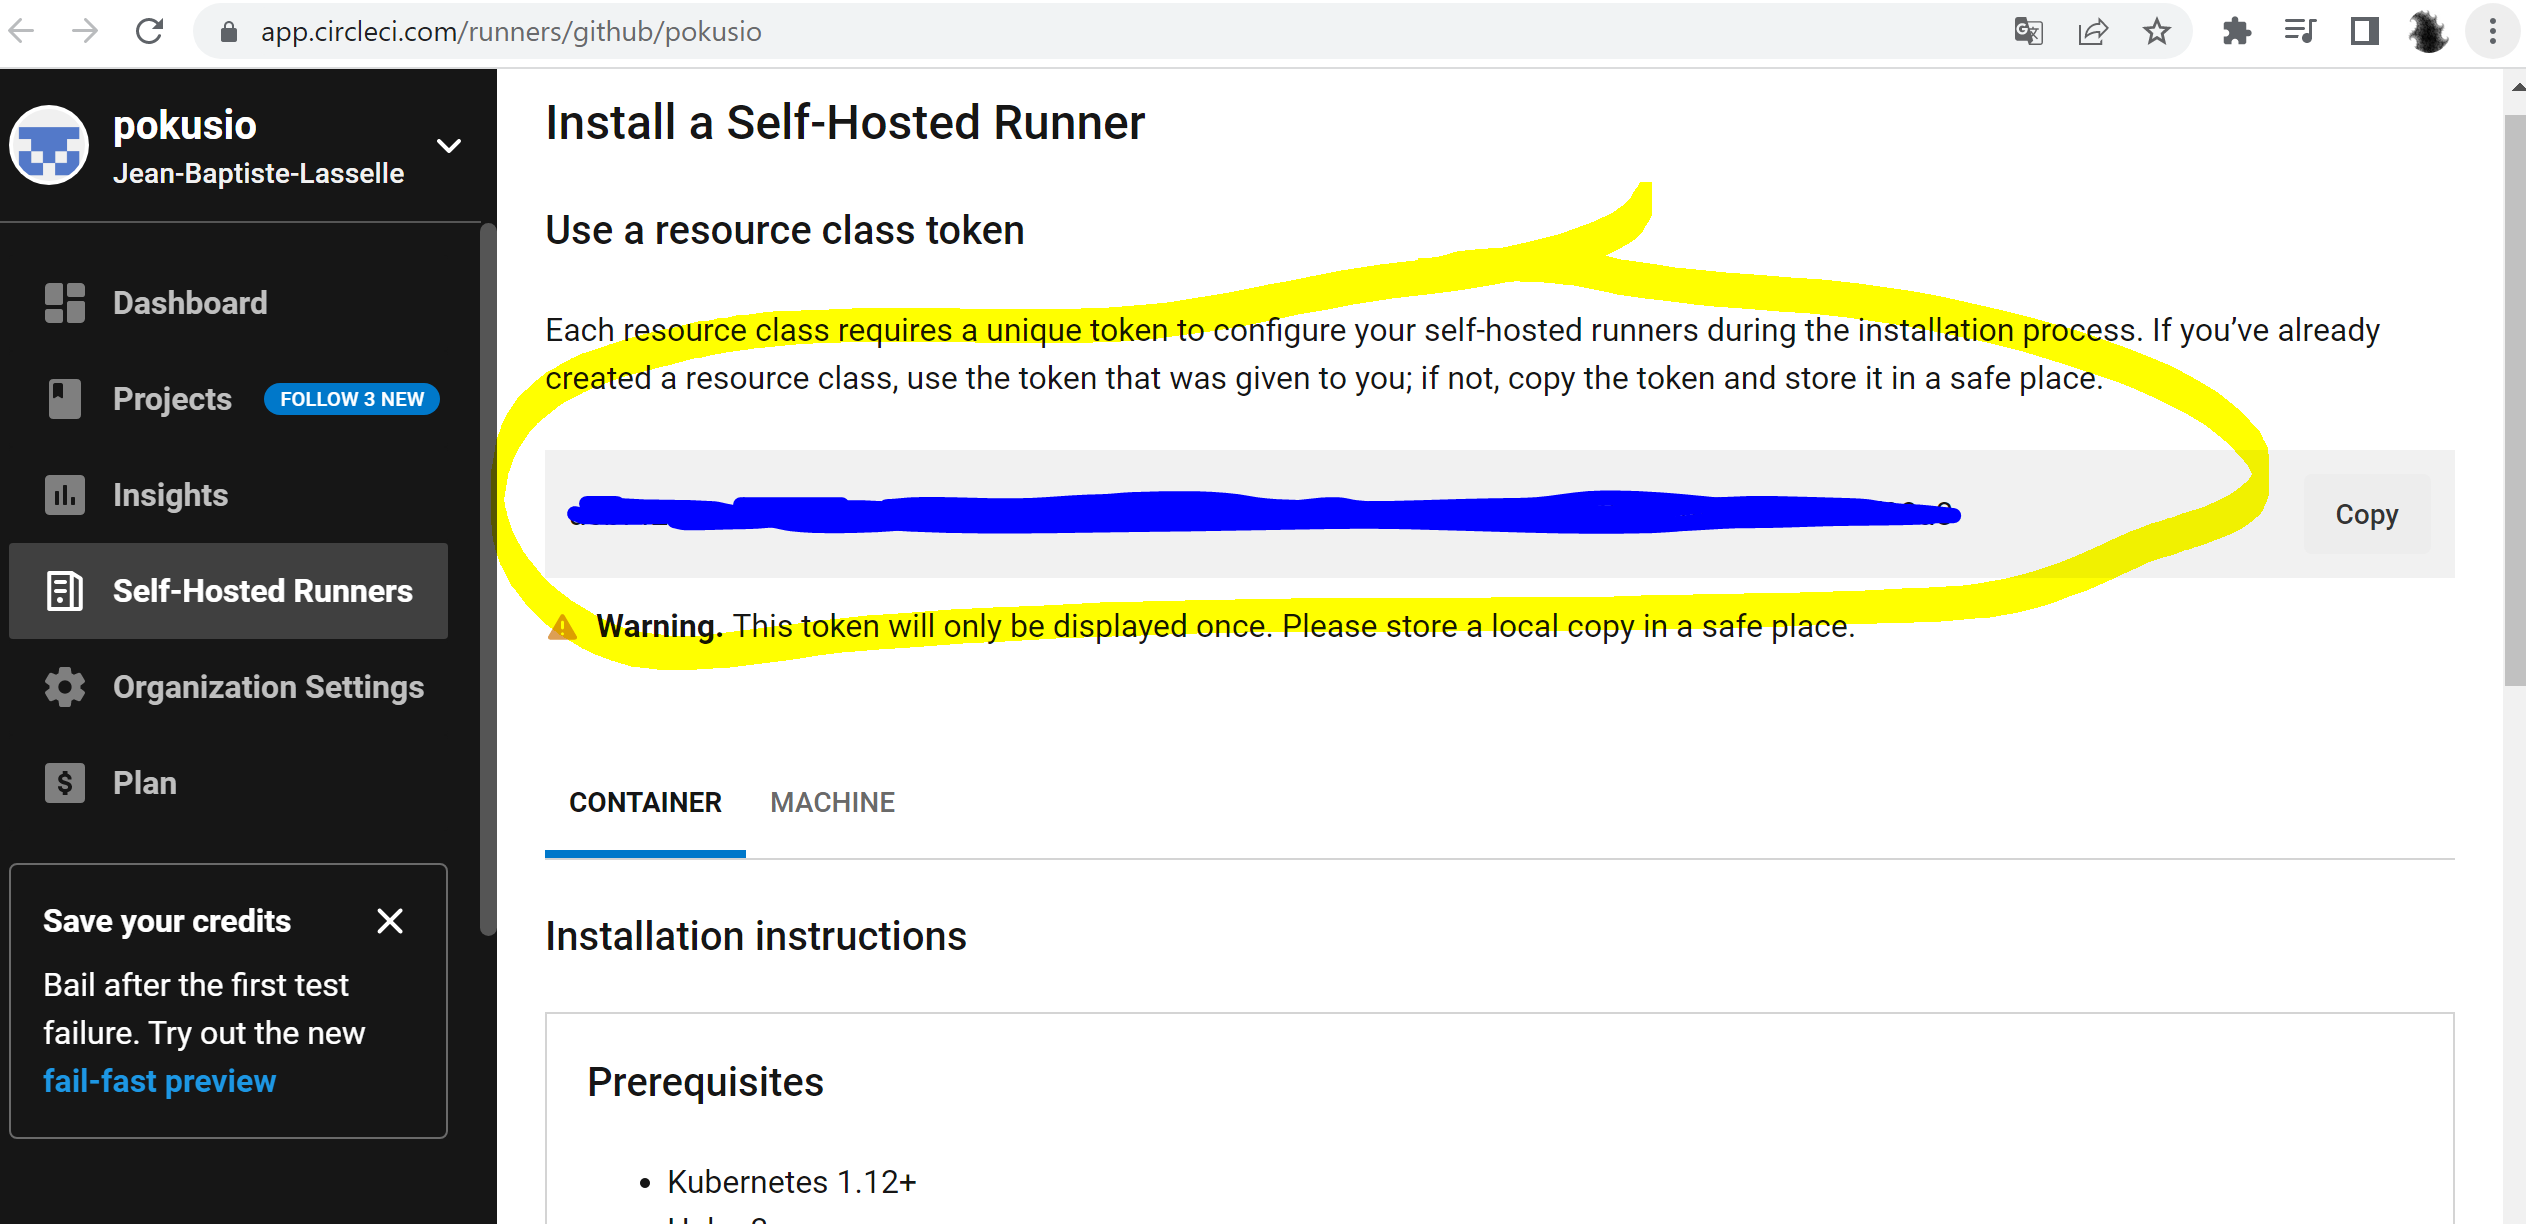 app.circleci.com/runners/github/pokusio
pokusio
Jean-Baptiste-Lasselle
Dashboard
Projects FOLLOW 3 NEW
Insights
Self-Hosted Runners
Organization Settings
Plan
Save your credits
Bail after the first test
failure. Try out the new
fail-fast preview
Install a Self-Hosted Runner
Use a resource class token
Each resource class requires a unique token to configure your self-hosted runners during the installation process. If you’ve already
created a resource class, use the token that was given to you; if not, copy the token and store it in a safe place.
Copy
Warning. This token will only be displayed once. Please store a local copy in a safe place.
CONTAINER MACHINE
Installation instructions
Prerequisites
• Kubernetes 1.12+